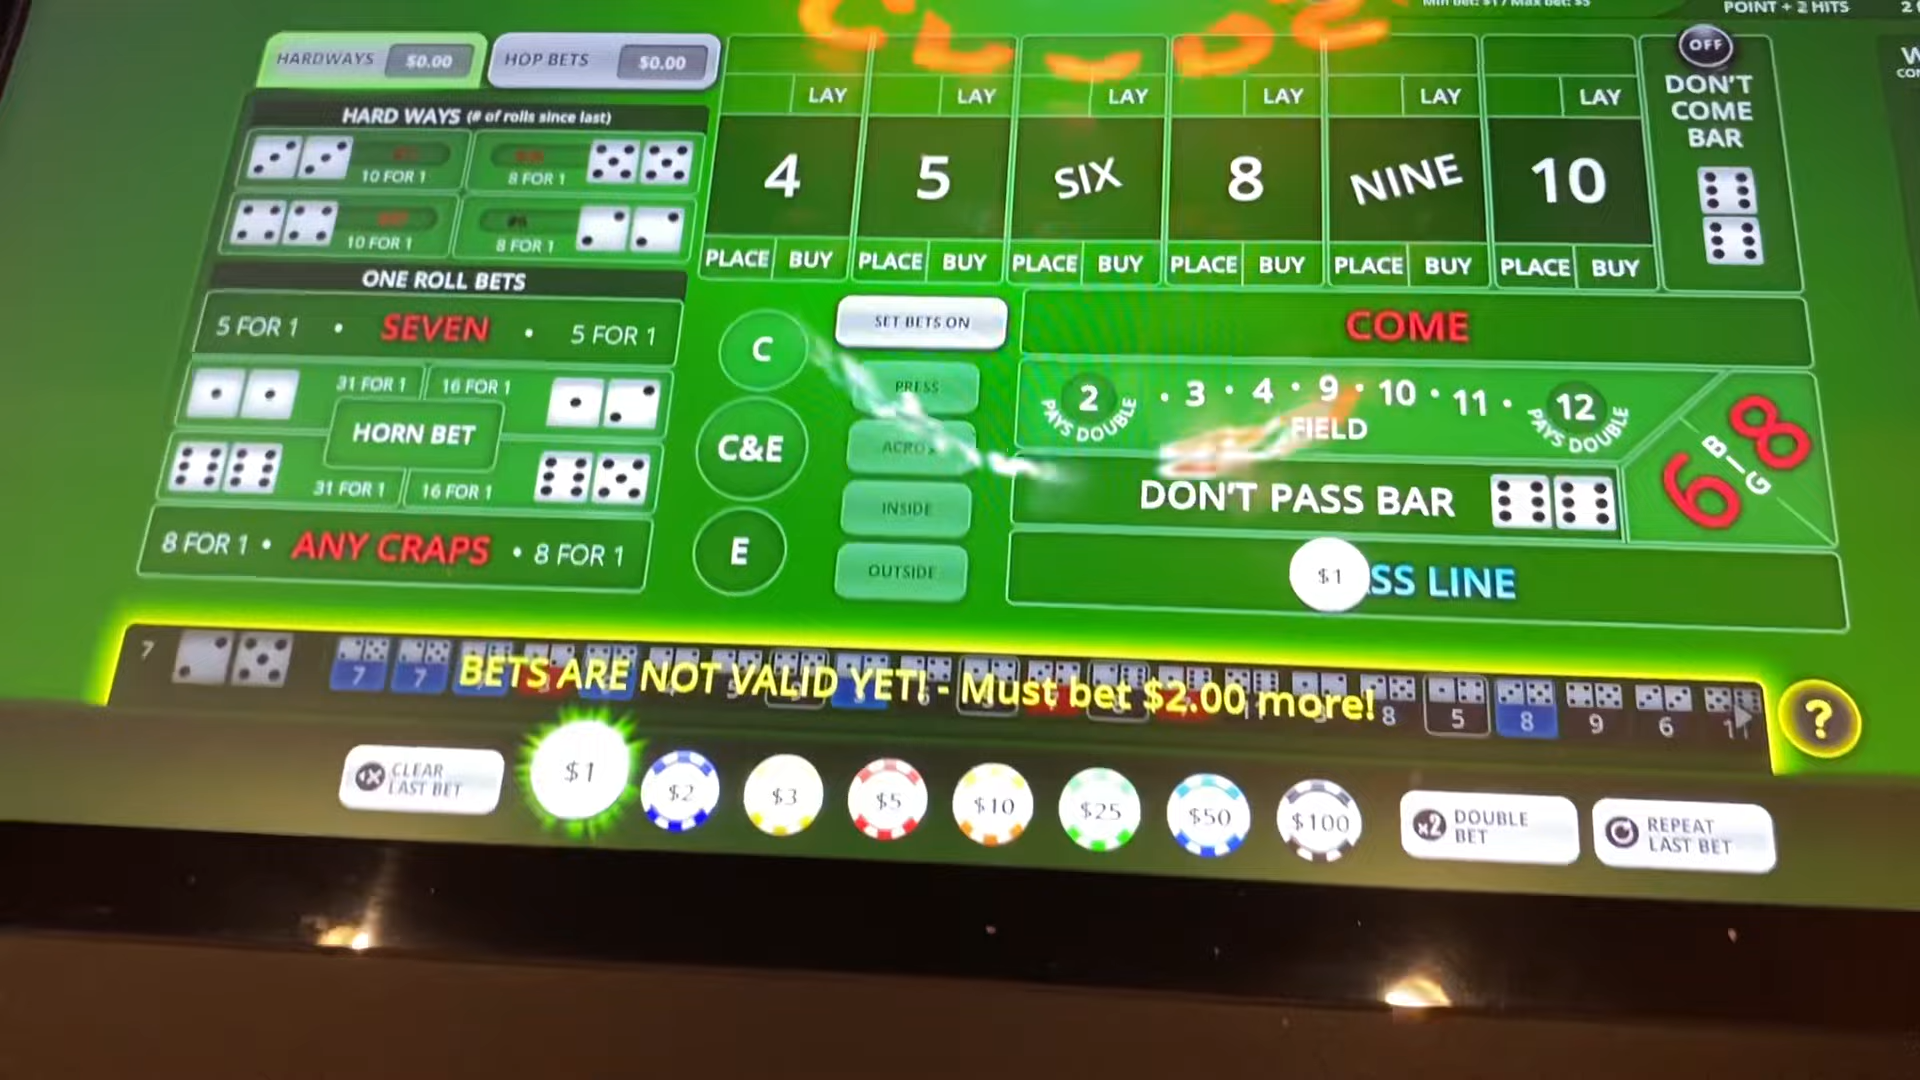 POINT + 2 HITS
HARDWAYS $0.00
HOP BETS $0.00
HARD WAYS (# of rolls since last)
10 FOR 1
8 FOR 1
10 FOR 1
8 FOR 1
ONE ROLL BETS
5 FOR 1 • SEVEN • 5 FOR 1
31 FOR 1
16 FOR 1
HORN BET
31 FOR 1
16 FOR 1
8 FOR 1 • ANY CRAPS • 8 FOR 1
LAY LAY LAY LAY LAY LAY
4 5 SIX 8 NINE 10
PLACE BUY PLACE BUY PLACE BUY PLACE BUY PLACE BUY PLACE BUY
OFF
DON'T
COME
BAR
C
C&E
E
SET BETS ON
PRESS
ACROSS
INSIDE
OUTSIDE
COME
2 • 3 • 4 • 9 • 10 • 11 • 12
PAYS DOUBLE
FIELD
PAYS DOUBLE
6 BIG 8
DON'T PASS BAR
$1 SS LINE
7
7 7
BETS ARE NOT VALID YET! - Must bet $2.00 more!
8 5 8 9 6 11
?
CLEAR
LAST BET
$1 $2 $3 $5 $10 $25 $50 $100
x2 DOUBLE
BET
REPEAT
LAST BET